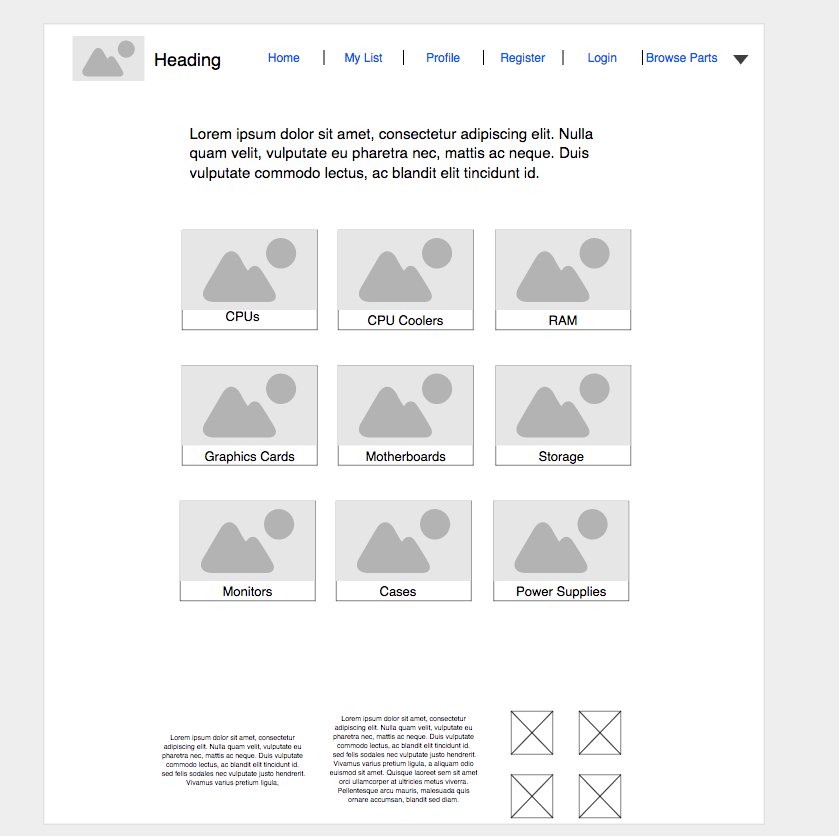 Heading
Home
My List
Profile
Register
Login
Browse Parts
Lorem ipsum dolor sit amet, consectetur adipiscing elit. Nulla
quam velit, vulputate eu pharetra nec, mattis ac neque. Duis
vulputate commodo lectus, ac blandit elit tincidunt id.
CPUs
CPU Coolers
RAM
Graphics Cards
Motherboards
Storage
Monitors
Cases
Power Supplies
Lorem ipsum dolor sit amet, consectetur
adipiscing elit. Nulla quam velit, vulputate eu
pharetra nec, mattis ac neque. Duis vulputate
commodo lectus, ac blandit elit tincidunt id.
sed felis sodales nec vulputate justo hendrerit.
Vivamus varius pretium ligula,
Lorem ipsum dolor sit amet, consectetur
adipiscing elit. Nulla quam velit, vulputate eu
pharetra nec, mattis ac neque. Duis vulputate
commodo lectus, ac blandit elit tincidunt id.
sed felis sodales nec vulputate justo hendrerit.
Vivamus varius pretium ligula, a aliquam odio
euismod sit amet. Quisque laoreet sem sit amet
orci ullamcorper at ultricies metus viverra.
Pellentesque arcu mauris, malesuada quis
ornare accumsan, blandit sed diam.